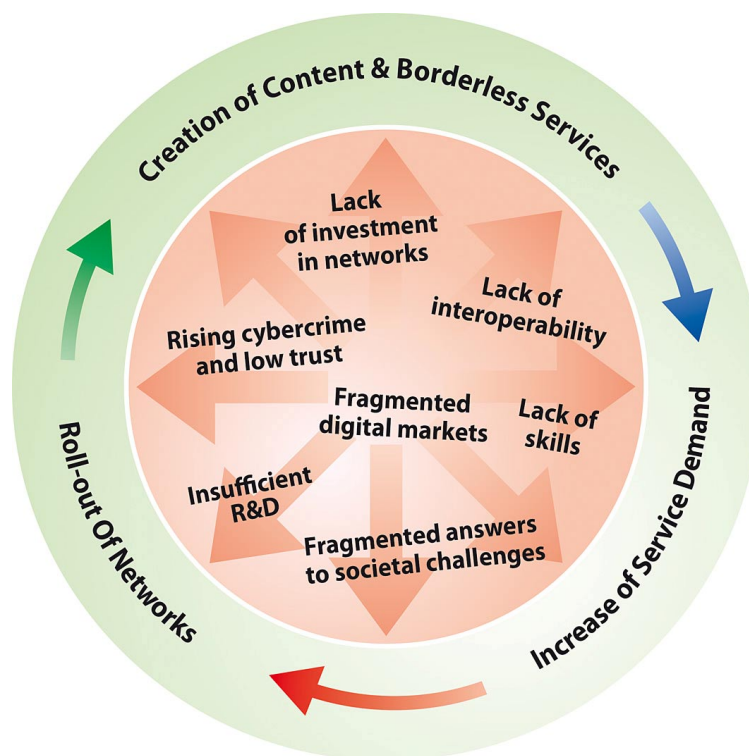 Creation of Content & Borderless Services
Lack
of investment
in networks
Lack of
interoperability
Rising cybercrime
and low trust
Fragmented
digital markets
Lack of
skills
Insufficient
R&D
Fragmented answers
to societal challenges
Increase of Service Demand
Roll-out Of Networks